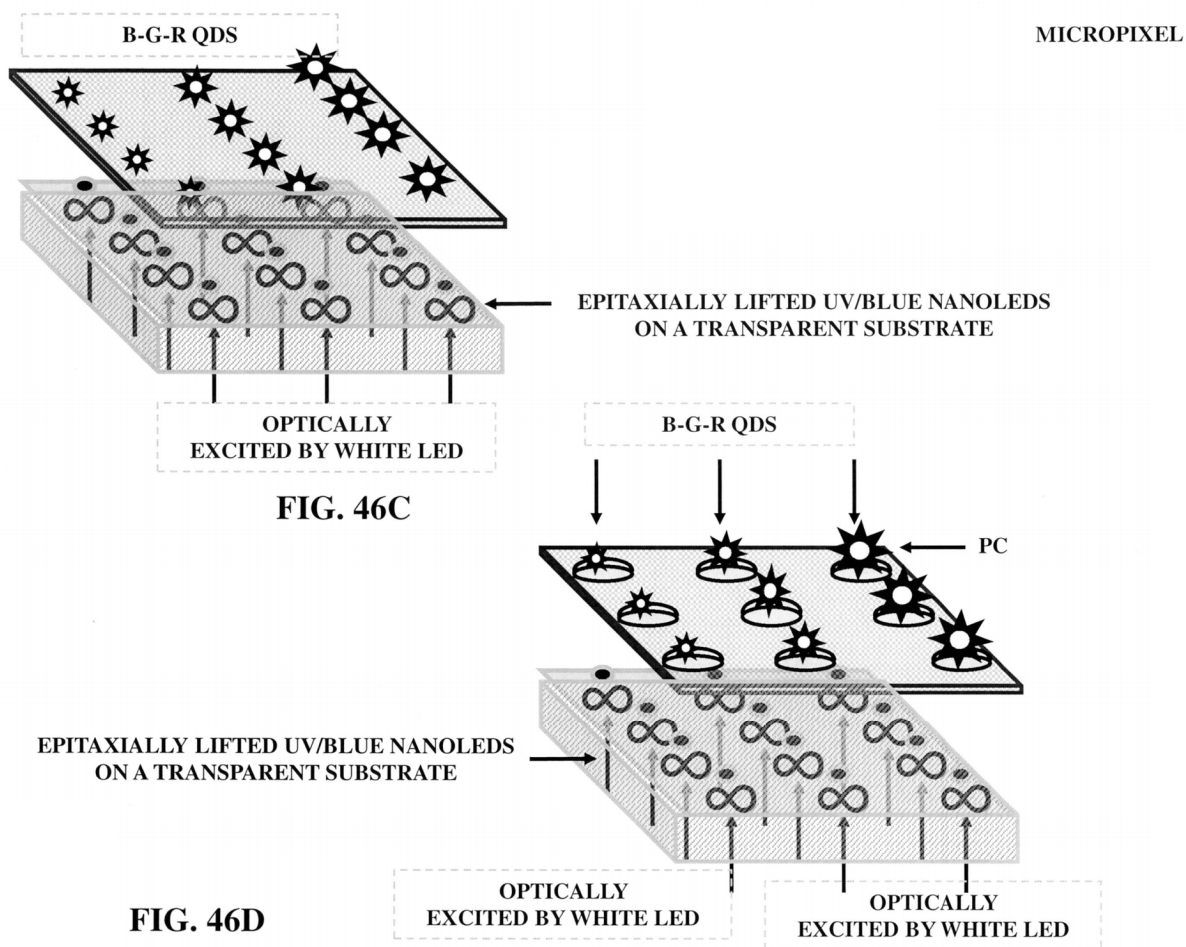 B-G-R QDS
MICROPIXEL
EPITAXIALLY LIFTED UV/BLUE NANOLEDS
ON A TRANSPARENT SUBSTRATE
OPTICALLY
EXCITED BY WHITE LED
FIG. 46C
B-G-R QDS
PC
EPITAXIALLY LIFTED UV/BLUE NANOLEDS
ON A TRANSPARENT SUBSTRATE
OPTICALLY
EXCITED BY WHITE LED
OPTICALLY
EXCITED BY WHITE LED
FIG. 46D